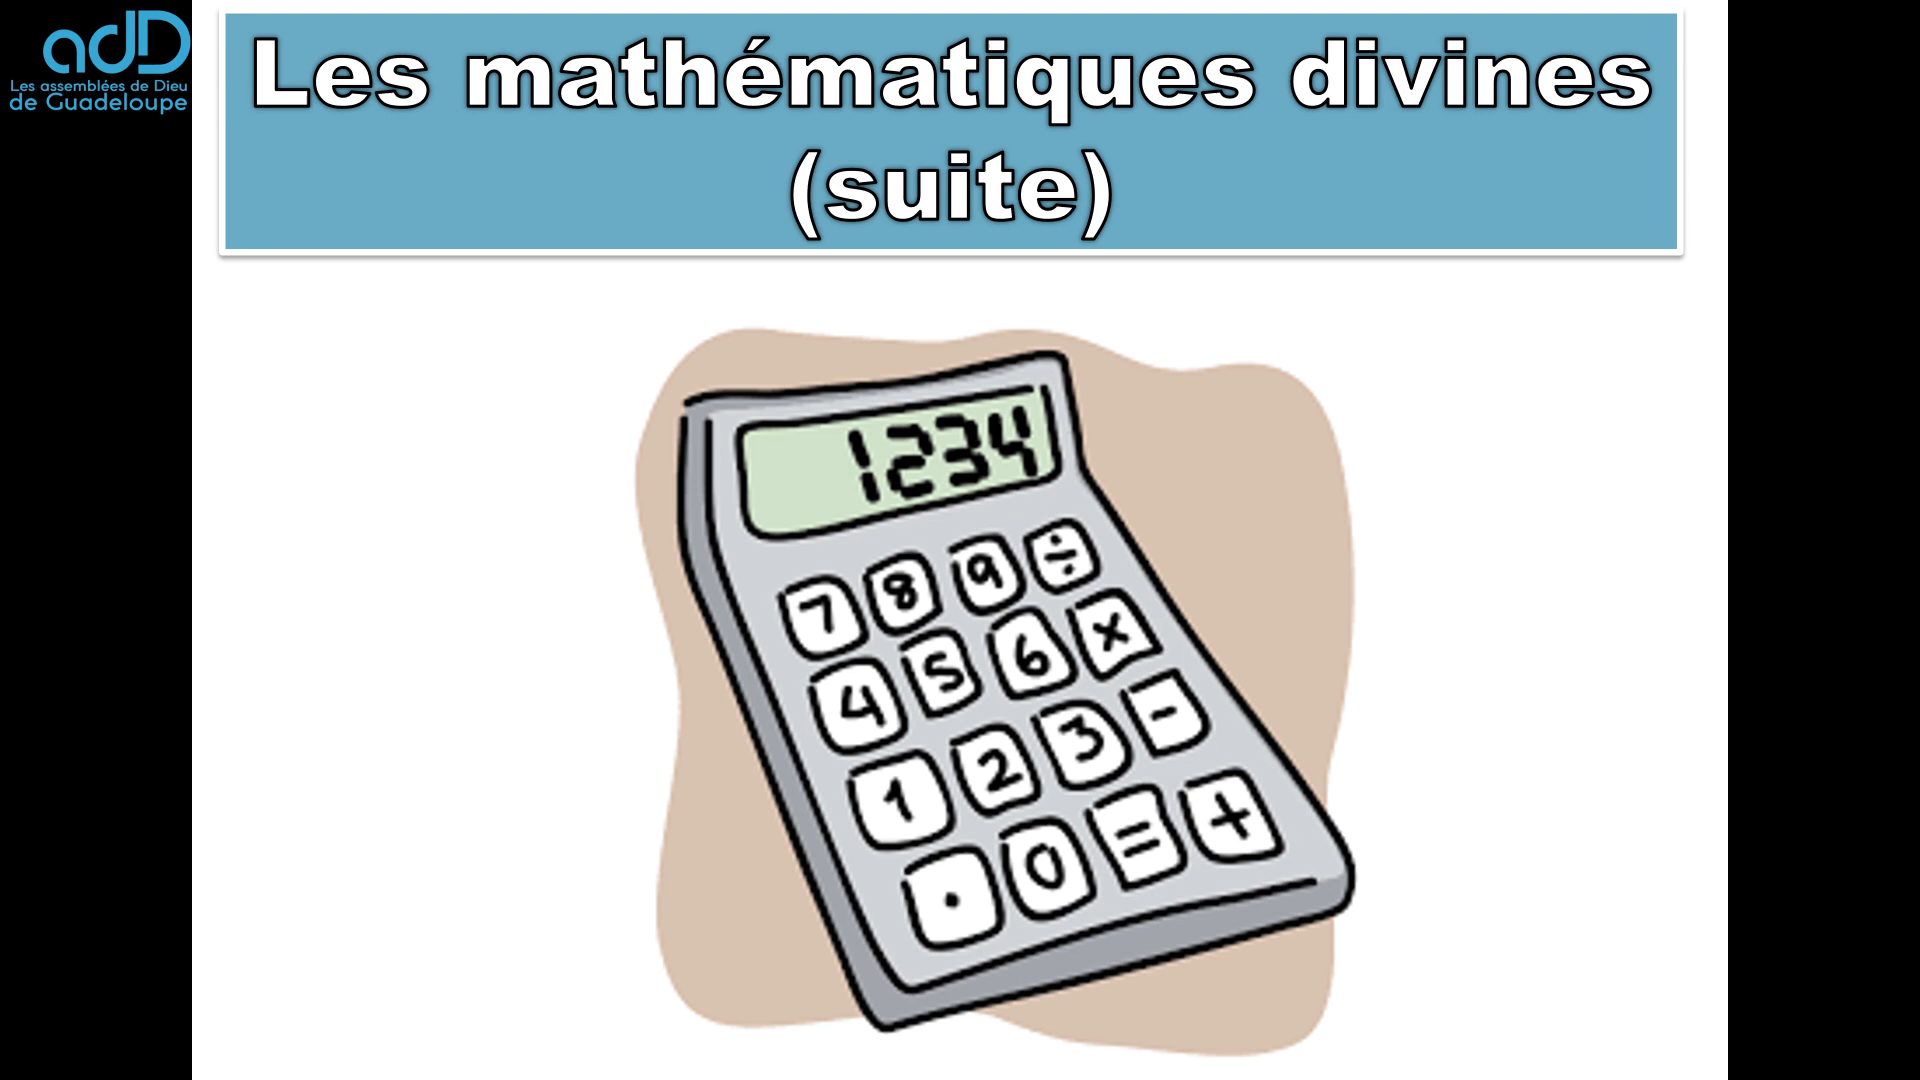 adD
Les assemblées de Dieu
de Guadeloupe
Les mathématiques divines
(suite)
1234
7 8 9 ÷
4 5 6 x
1 2 3 -
. 0 = +